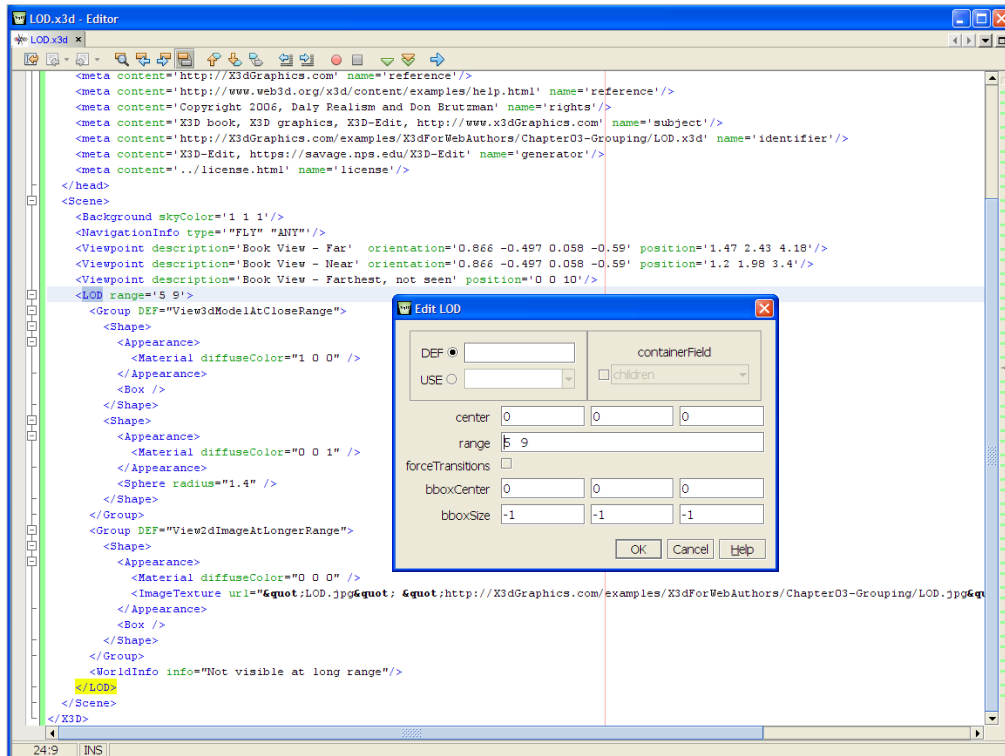 LOD.x3d - Editor
LOD.x3d
<meta content='http://X3dGraphics.com' name='reference'/>
<meta content='http://www.web3d.org/x3d/content/examples/help.html' name='reference'/>
<meta content='Copyright 2006, Daly Realism and Don Brutzman' name='rights'/>
<meta content='X3D book, X3D graphics, X3D-Edit, http://www.x3dGraphics.com' name='subject'/>
<meta content='http://X3dGraphics.com/examples/X3dForWebAuthors/Chapter03-Grouping/LOD.x3d' name='identifier'/>
<meta content='X3D-Edit, https://savage.nps.edu/X3D-Edit' name='generator'/>
<meta content='../license.html' name='license'/>
</head>
<Scene>
<Background skyColor='1 1 1'/>
<NavigationInfo type='"FLY" "ANY"'/>
<Viewpoint description='Book View - Far' orientation='0.866 -0.497 0.058 -0.59' position='1.47 2.43 4.18'/>
<Viewpoint description='Book View - Near' orientation='0.866 -0.497 0.058 -0.59' position='1.2 1.98 3.4'/>
<Viewpoint description='Book View - Farthest, not seen' position='0 0 10'/>
<LOD range='5 9'>
<Group DEF="View3dModelAtCloseRange">
<Shape>
<Appearance>
<Material diffuseColor="1 0 0" />
</Appearance>
<Box />
</Shape>
<Shape>
<Appearance>
<Material diffuseColor="0 0 1" />
</Appearance>
<Sphere radius="1.4" />
</Shape>
</Group>
<Group DEF="View2dImageAtLongerRange">
<Shape>
<Appearance>
<Material diffuseColor="0 0 0" />
<ImageTexture url="&quot;LOD.jpg&quot; &quot;http://X3dGraphics.com/examples/X3dForWebAuthors/Chapter03-Grouping/LOD.jpg&qu
</Appearance>
<Box />
</Shape>
</Group>
<WorldInfo info="Not visible at long range"/>
</LOD>
</Scene>
</X3D>
Edit LOD
DEF
USE
containerField
children
center 0 0 0
range 5 9
forceTransitions
bboxCenter 0 0 0
bboxSize -1 -1 -1
OK Cancel Help
24:9 INS